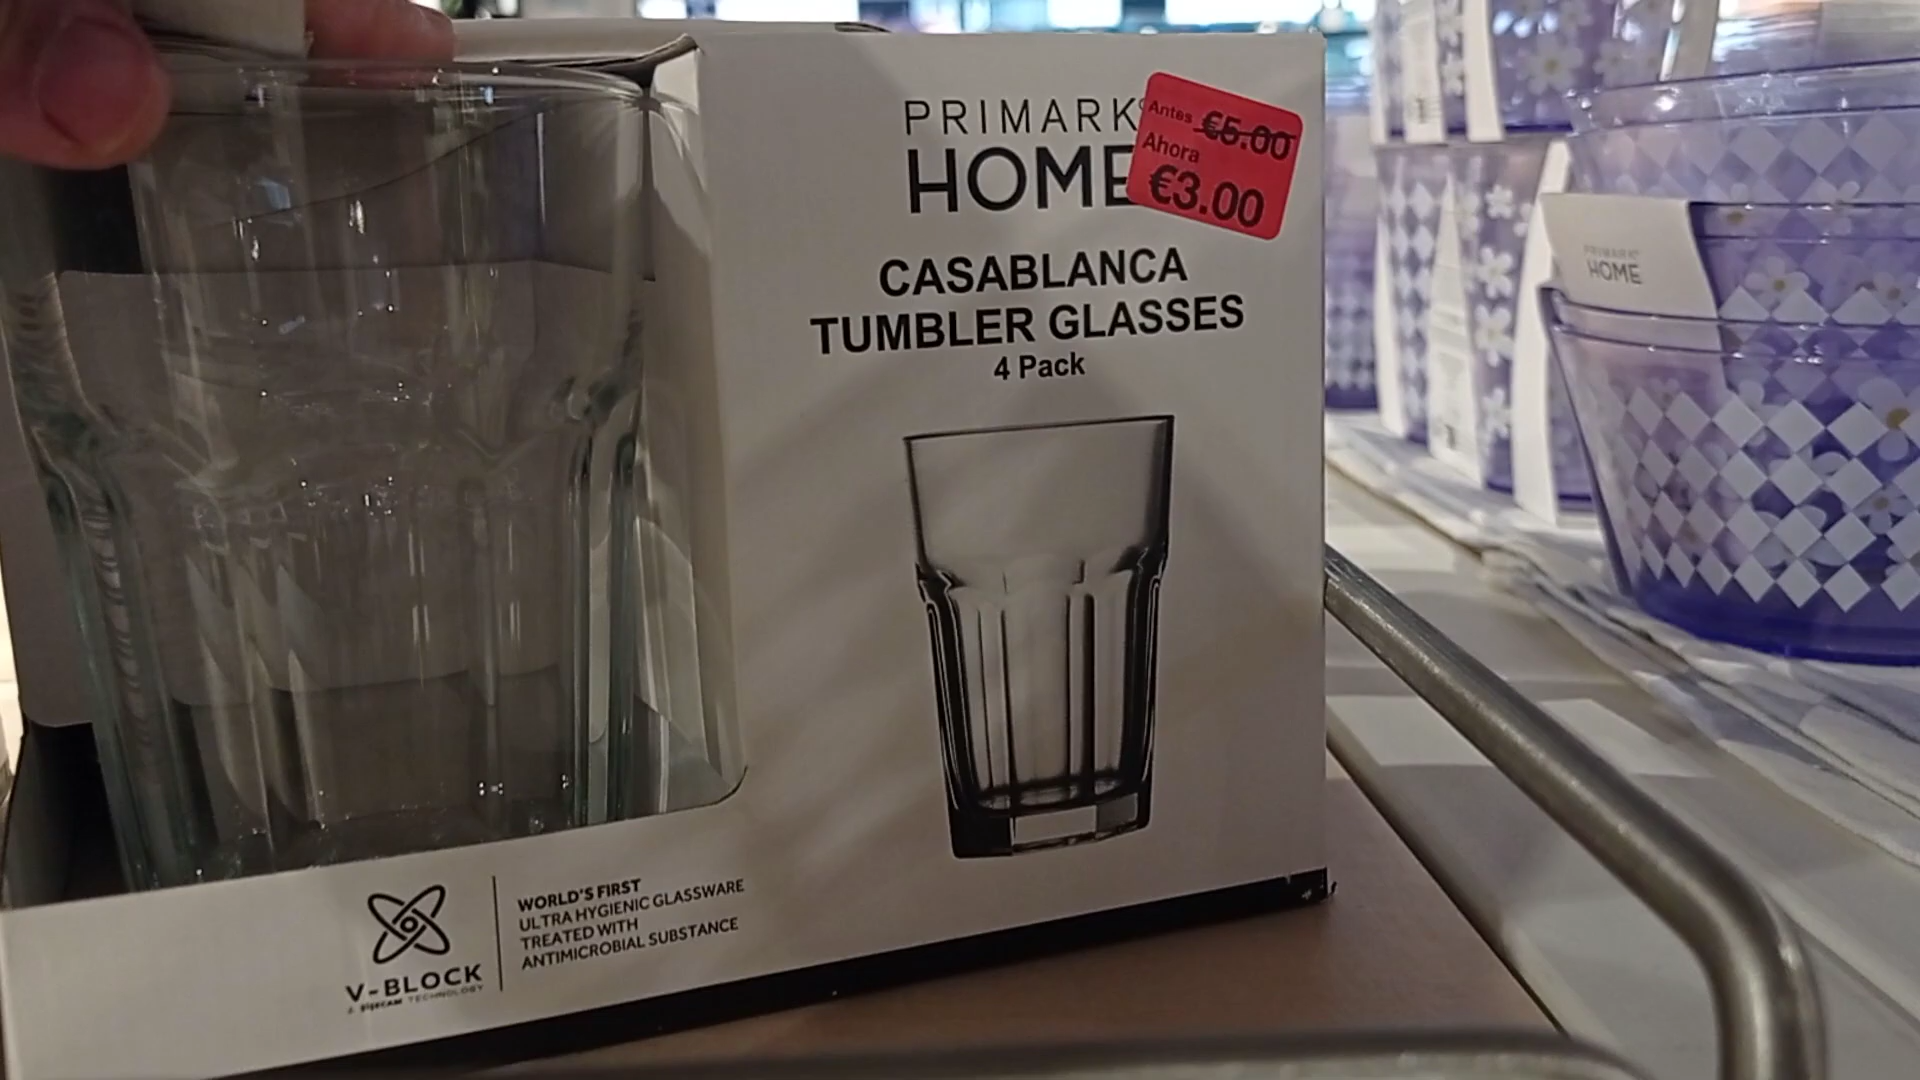 PRIMARK
HOME
Antes €5.00
Ahora
€3.00
CASABLANCA
TUMBLER GLASSES
4 Pack
WORLD'S FIRST
ULTRA HYGIENIC GLASSWARE
TREATED WITH
ANTIMICROBIAL SUBSTANCE
V-BLOCK
TECHNOLOGY
PRIMARK
HOME